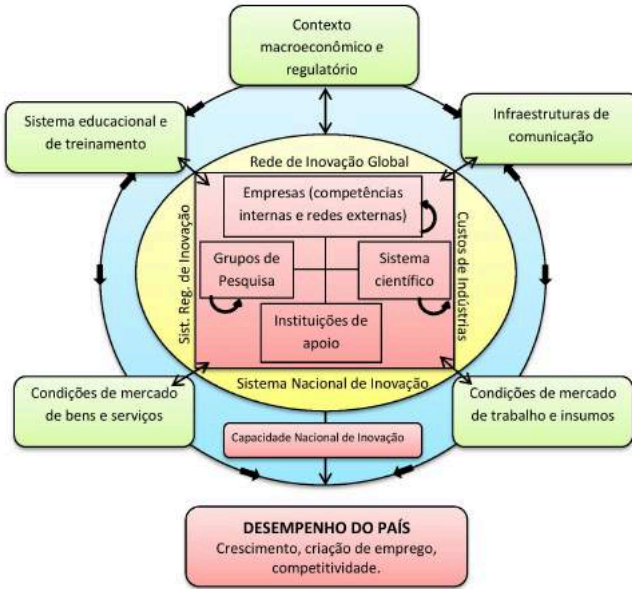 Contexto
macroeconômico e
regulatório
Sistema educacional e
de treinamento
Infraestruturas de
comunicação
Rede de Inovação Global
Empresas (competências
internas e redes externas)
Sist. Reg. de Inovação
Custos de Indústrias
Grupos de
Pesquisa
Sistema
científico
Instituições de
apoio
Sistema Nacional de Inovação
Condições de mercado
de bens e serviços
Condições de mercado
de trabalho e insumos
Capacidade Nacional de Inovação
DESEMPENHO DO PAÍS
Crescimento, criação de emprego,
competitividade.